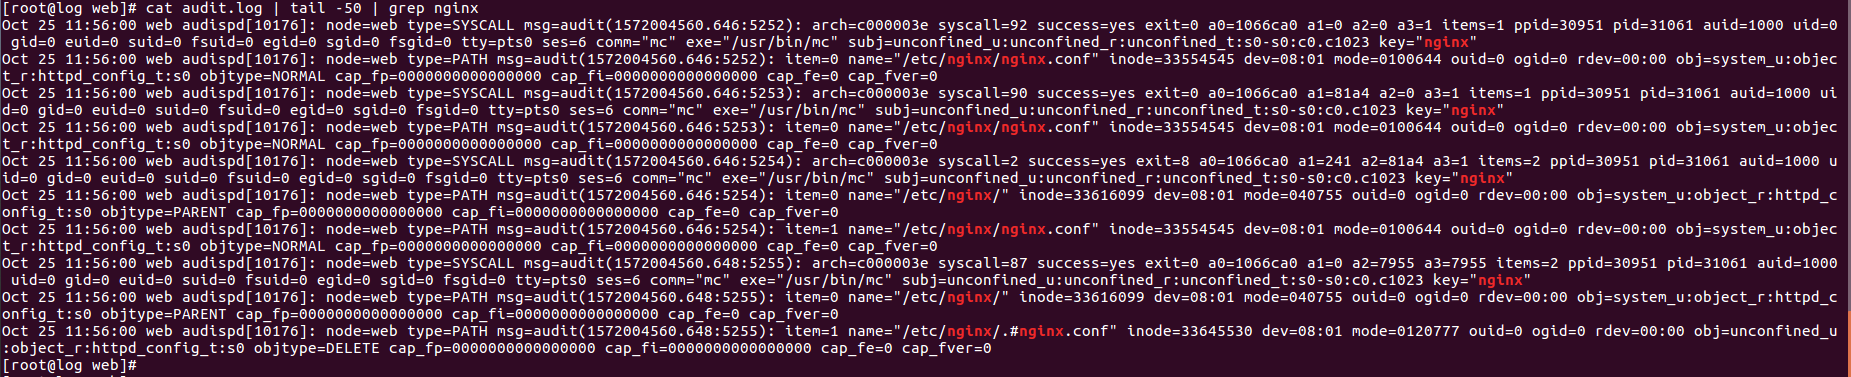 [root@log web]# cat audit.log | tail -50 | grep nginx
Oct 25 11:56:00 web audispd[10176]: node=web type=SYSCALL msg=audit(1572004560.646:5252): arch=c000003e syscall=92 success=yes exit=0 a0=1066ca0 a1=0 a2=0 a3=1 items=1 ppid=30951 pid=31061 auid=1000 uid=0
 gid=0 euid=0 suid=0 fsuid=0 egid=0 sgid=0 fsgid=0 tty=pts0 ses=6 comm="mc" exe="/usr/bin/mc" subj=unconfined_u:unconfined_r:unconfined_t:s0-s0:c0.c1023 key="nginx"
Oct 25 11:56:00 web audispd[10176]: node=web type=PATH msg=audit(1572004560.646:5252): item=0 name="/etc/nginx/nginx.conf" inode=33554545 dev=08:01 mode=0100644 ouid=0 ogid=0 rdev=00:00 obj=system_u:objec
t_r:httpd_config_t:s0 objtype=NORMAL cap_fp=0000000000000000 cap_fi=0000000000000000 cap_fe=0 cap_fver=0
Oct 25 11:56:00 web audispd[10176]: node=web type=SYSCALL msg=audit(1572004560.646:5253): arch=c000003e syscall=90 success=yes exit=0 a0=1066ca0 a1=81a4 a2=0 a3=1 items=1 ppid=30951 pid=31061 auid=1000 ui
d=0 gid=0 euid=0 suid=0 fsuid=0 egid=0 sgid=0 fsgid=0 tty=pts0 ses=6 comm="mc" exe="/usr/bin/mc" subj=unconfined_u:unconfined_r:unconfined_t:s0-s0:c0.c1023 key="nginx"
Oct 25 11:56:00 web audispd[10176]: node=web type=PATH msg=audit(1572004560.646:5253): item=0 name="/etc/nginx/nginx.conf" inode=33554545 dev=08:01 mode=0100644 ouid=0 ogid=0 rdev=00:00 obj=system_u:objec
t_r:httpd_config_t:s0 objtype=NORMAL cap_fp=0000000000000000 cap_fi=0000000000000000 cap_fe=0 cap_fver=0
Oct 25 11:56:00 web audispd[10176]: node=web type=SYSCALL msg=audit(1572004560.646:5254): arch=c000003e syscall=2 success=yes exit=8 a0=1066ca0 a1=241 a2=81a4 a3=1 items=2 ppid=30951 pid=31061 auid=1000 u
id=0 gid=0 euid=0 suid=0 fsuid=0 egid=0 sgid=0 fsgid=0 tty=pts0 ses=6 comm="mc" exe="/usr/bin/mc" subj=unconfined_u:unconfined_r:unconfined_t:s0-s0:c0.c1023 key="nginx"
Oct 25 11:56:00 web audispd[10176]: node=web type=PATH msg=audit(1572004560.646:5254): item=0 name="/etc/nginx/" inode=33616099 dev=08:01 mode=040755 ouid=0 ogid=0 rdev=00:00 obj=system_u:object_r:httpd_c
onfig_t:s0 objtype=PARENT cap_fp=0000000000000000 cap_fi=0000000000000000 cap_fe=0 cap_fver=0
Oct 25 11:56:00 web audispd[10176]: node=web type=PATH msg=audit(1572004560.646:5254): item=1 name="/etc/nginx/nginx.conf" inode=33554545 dev=08:01 mode=0100644 ouid=0 ogid=0 rdev=00:00 obj=system_u:objec
t_r:httpd_config_t:s0 objtype=NORMAL cap_fp=0000000000000000 cap_fi=0000000000000000 cap_fe=0 cap_fver=0
Oct 25 11:56:00 web audispd[10176]: node=web type=SYSCALL msg=audit(1572004560.648:5255): arch=c000003e syscall=87 success=yes exit=0 a0=1066ca0 a1=0 a2=7955 a3=7955 items=2 ppid=30951 pid=31061 auid=1000
 uid=0 gid=0 euid=0 suid=0 fsuid=0 egid=0 sgid=0 fsgid=0 tty=pts0 ses=6 comm="mc" exe="/usr/bin/mc" subj=unconfined_u:unconfined_r:unconfined_t:s0-s0:c0.c1023 key="nginx"
Oct 25 11:56:00 web audispd[10176]: node=web type=PATH msg=audit(1572004560.648:5255): item=0 name="/etc/nginx/" inode=33616099 dev=08:01 mode=040755 ouid=0 ogid=0 rdev=00:00 obj=system_u:object_r:httpd_c
onfig_t:s0 objtype=PARENT cap_fp=0000000000000000 cap_fi=0000000000000000 cap_fe=0 cap_fver=0
Oct 25 11:56:00 web audispd[10176]: node=web type=PATH msg=audit(1572004560.648:5255): item=1 name="/etc/nginx/.#nginx.conf" inode=33645530 dev=08:01 mode=0120777 ouid=0 ogid=0 rdev=00:00 obj=unconfined_u
:object_r:httpd_config_t:s0 objtype=DELETE cap_fp=0000000000000000 cap_fi=0000000000000000 cap_fe=0 cap_fver=0
[root@log web]#